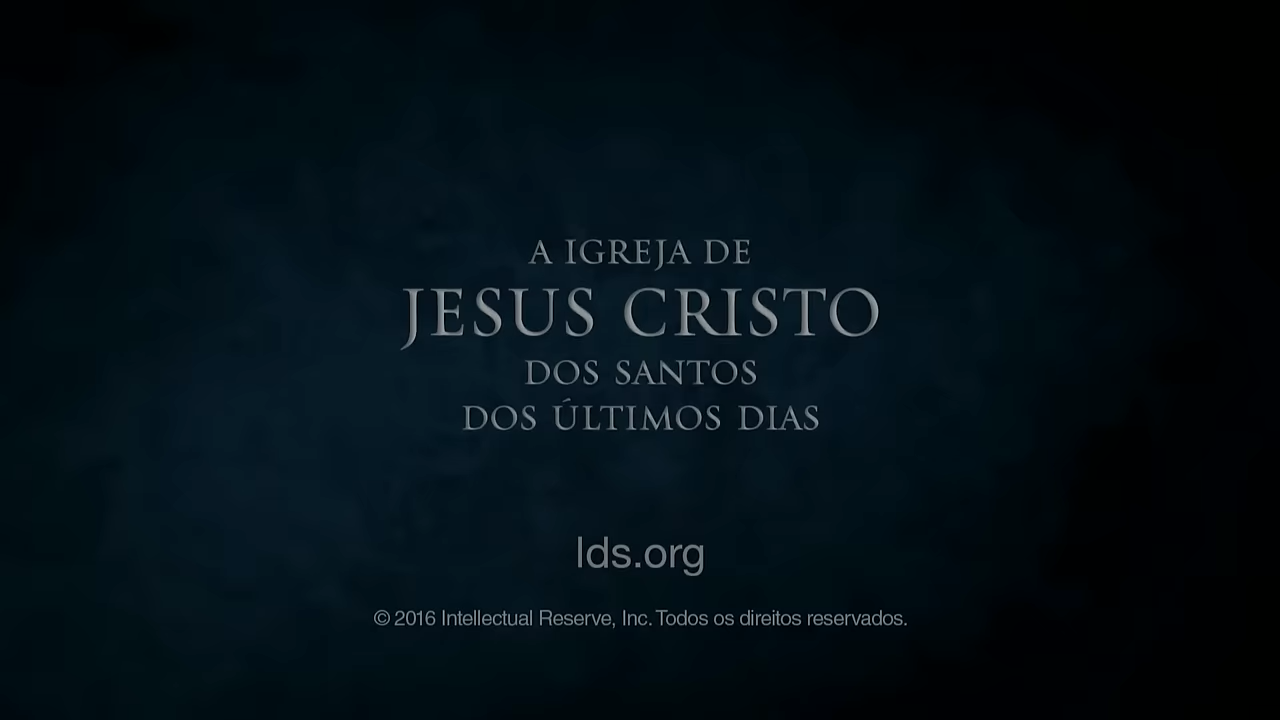 A IGREJA DE
JESUS CRISTO
DOS SANTOS
DOS ÚLTIMOS DIAS
lds.org
© 2016 Intellectual Reserve, Inc. Todos os direitos reservados.